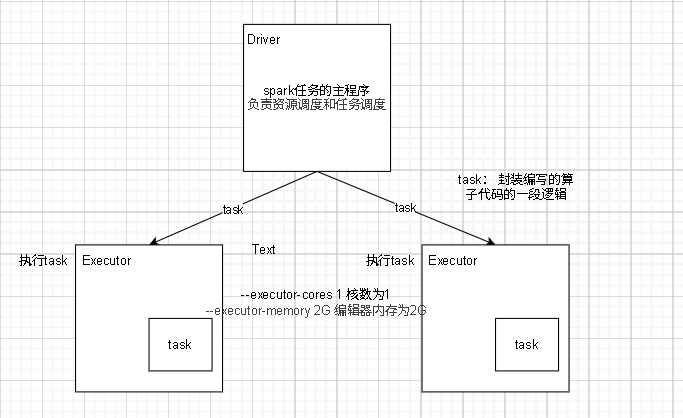 Driver
spark任务的主程序
负责资源调度和任务调度
task： 封装编写的算
子代码的一段逻辑
task
task
Text
执行task
Executor
执行task
Executor
--executor-cores 1 核数为1
--executor-memory 2G 编辑器内存为2G
task
task